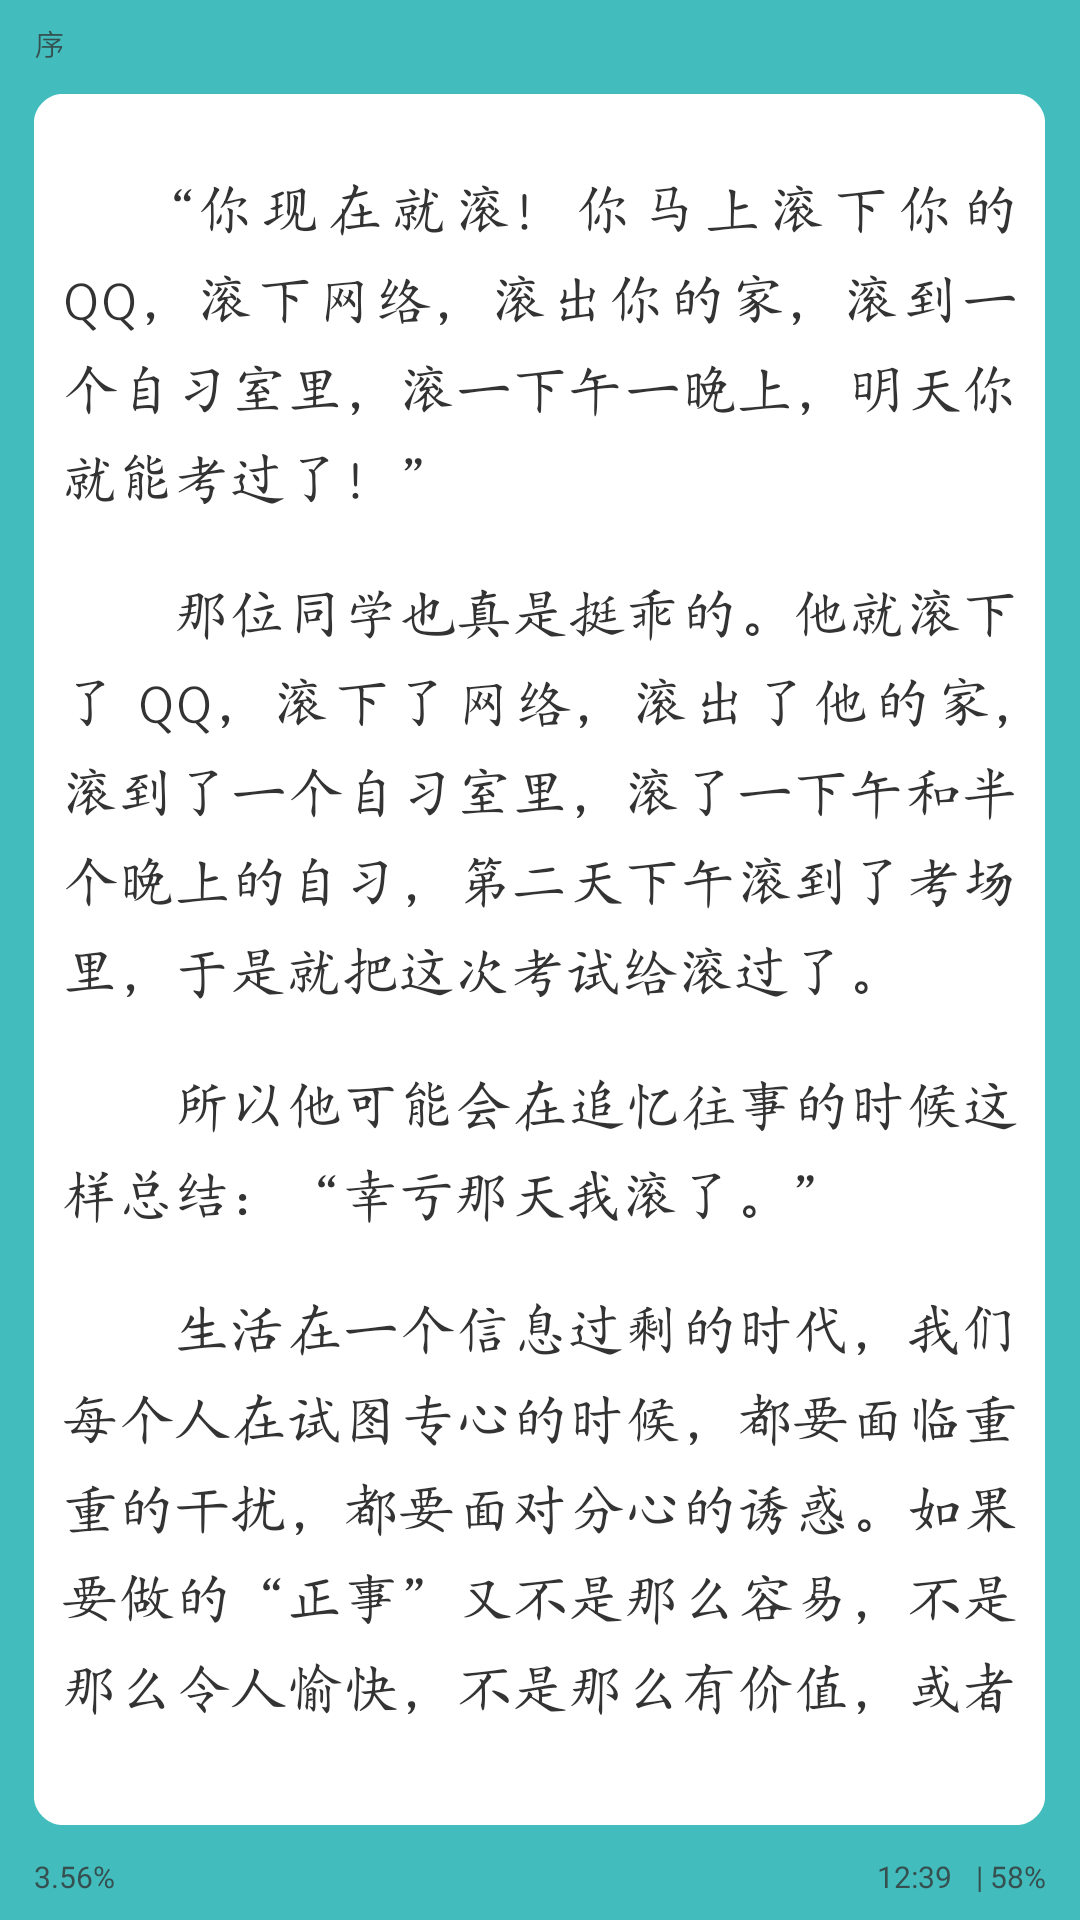 序
“你现在就滚！你马上滚下你的
QQ，滚下网络，滚出你的家，滚到一
个自习室里，滚一下午一晚上，明天你
就能考过了！”
那位同学也真是挺乖的。他就滚下
了 QQ，滚下了网络，滚出了他的家，
滚到了一个自习室里，滚了一下午和半
个晚上的自习，第二天下午滚到了考场
里，于是就把这次考试给滚过了。
所以他可能会在追忆往事的时候这
样总结：“幸亏那天我滚了。”
生活在一个信息过剩的时代，我们
每个人在试图专心的时候，都要面临重
重的干扰，都要面对分心的诱惑。如果
要做的“正事”又不是那么容易，不是
那么令人愉快，不是那么有价值，或者
3.56%
12:39 | 58%